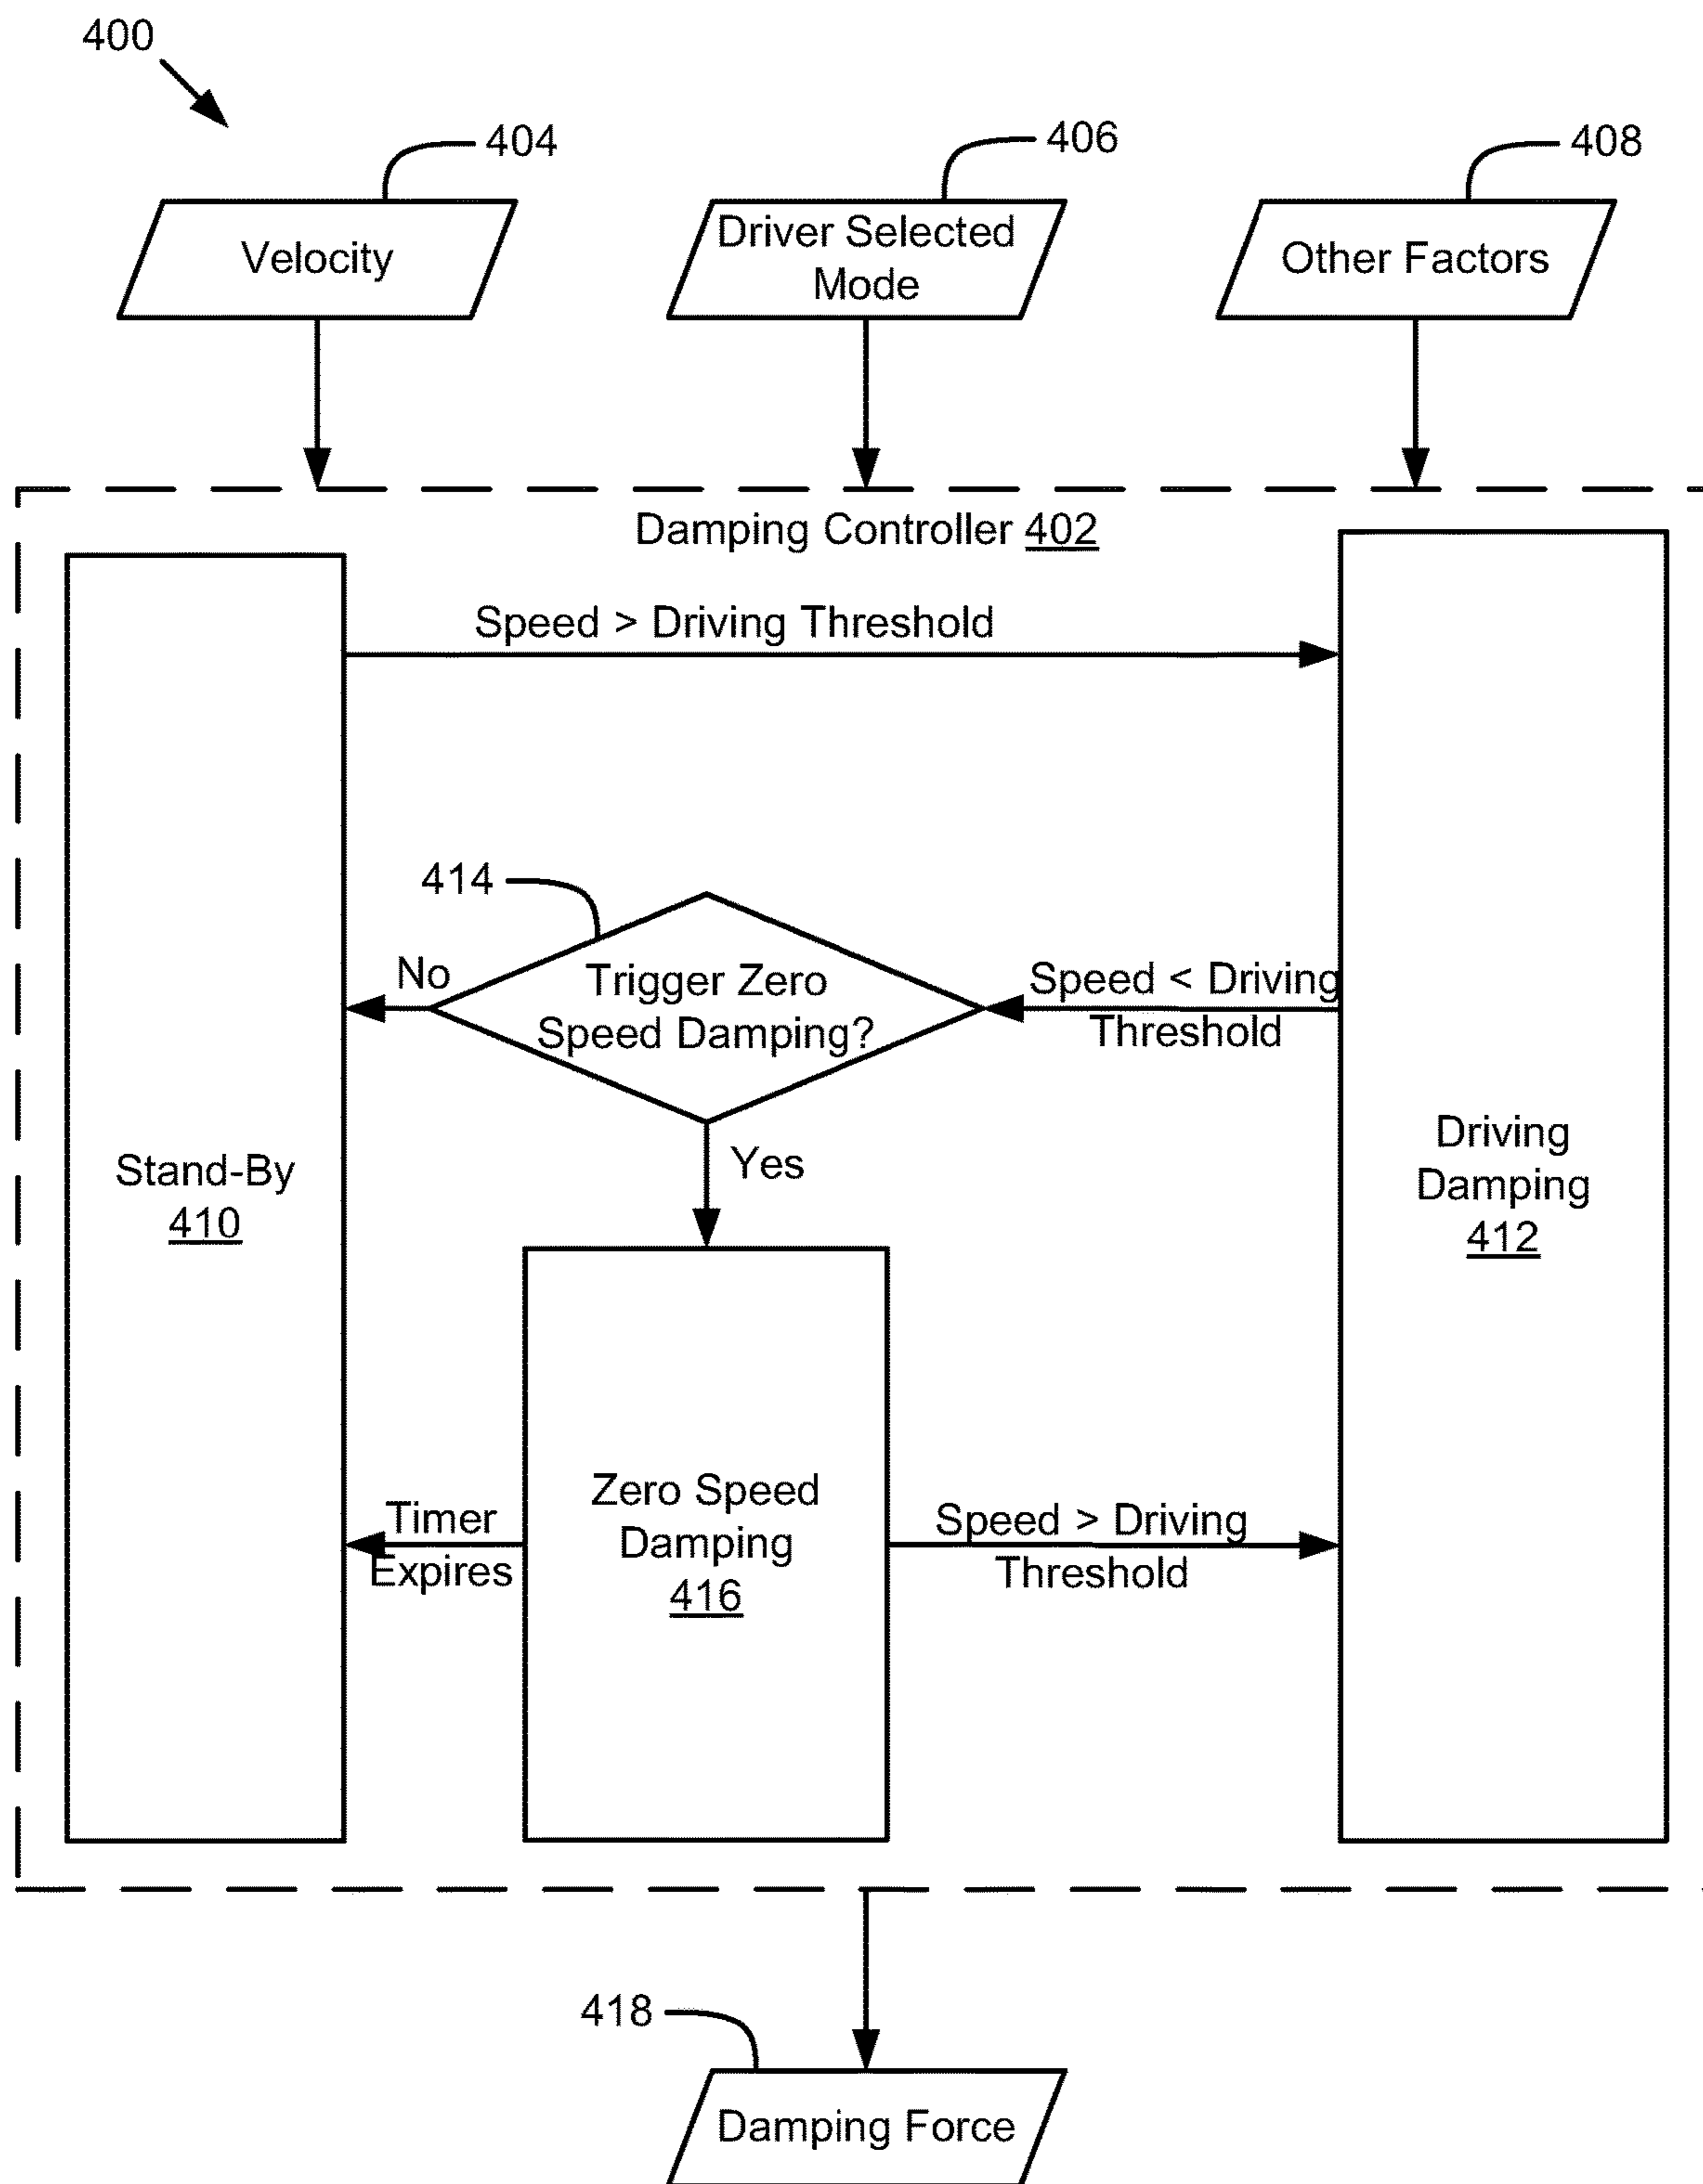 400
404
406
408
Velocity
Driver Selected
Mode
Other Factors
Damping Controller 402
Speed > Driving Threshold
414
No
Trigger Zero
Speed Damping?
Speed < Driving
Threshold
Yes
Stand-By
410
Driving
Damping
412
Timer
Expires
Zero Speed
Damping
416
Speed > Driving
Threshold
418
Damping Force